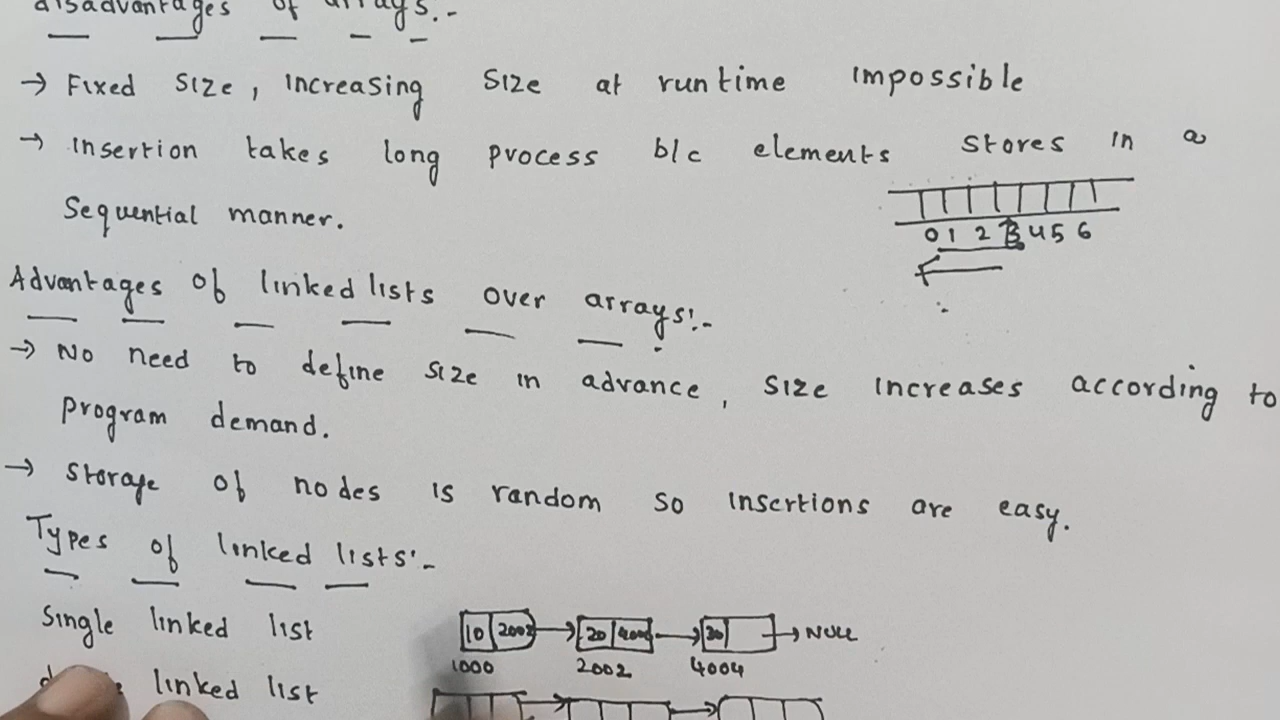 disadvantages of arrays:-
→ Fixed size, increasing size at runtime impossible
→ Insertion takes long process b/c elements stores in a
sequential manner.
0 1 2 3 4 5 6
Advantages of linked lists over arrays:-
→ No need to define size in advance, size increases according to
program demand.
→ storage of nodes is random so insertions are easy.
Types of linked lists:-
Single linked list
10 2002 → 20 4004 → 30 → NULL
1000 2002 4004
linked list